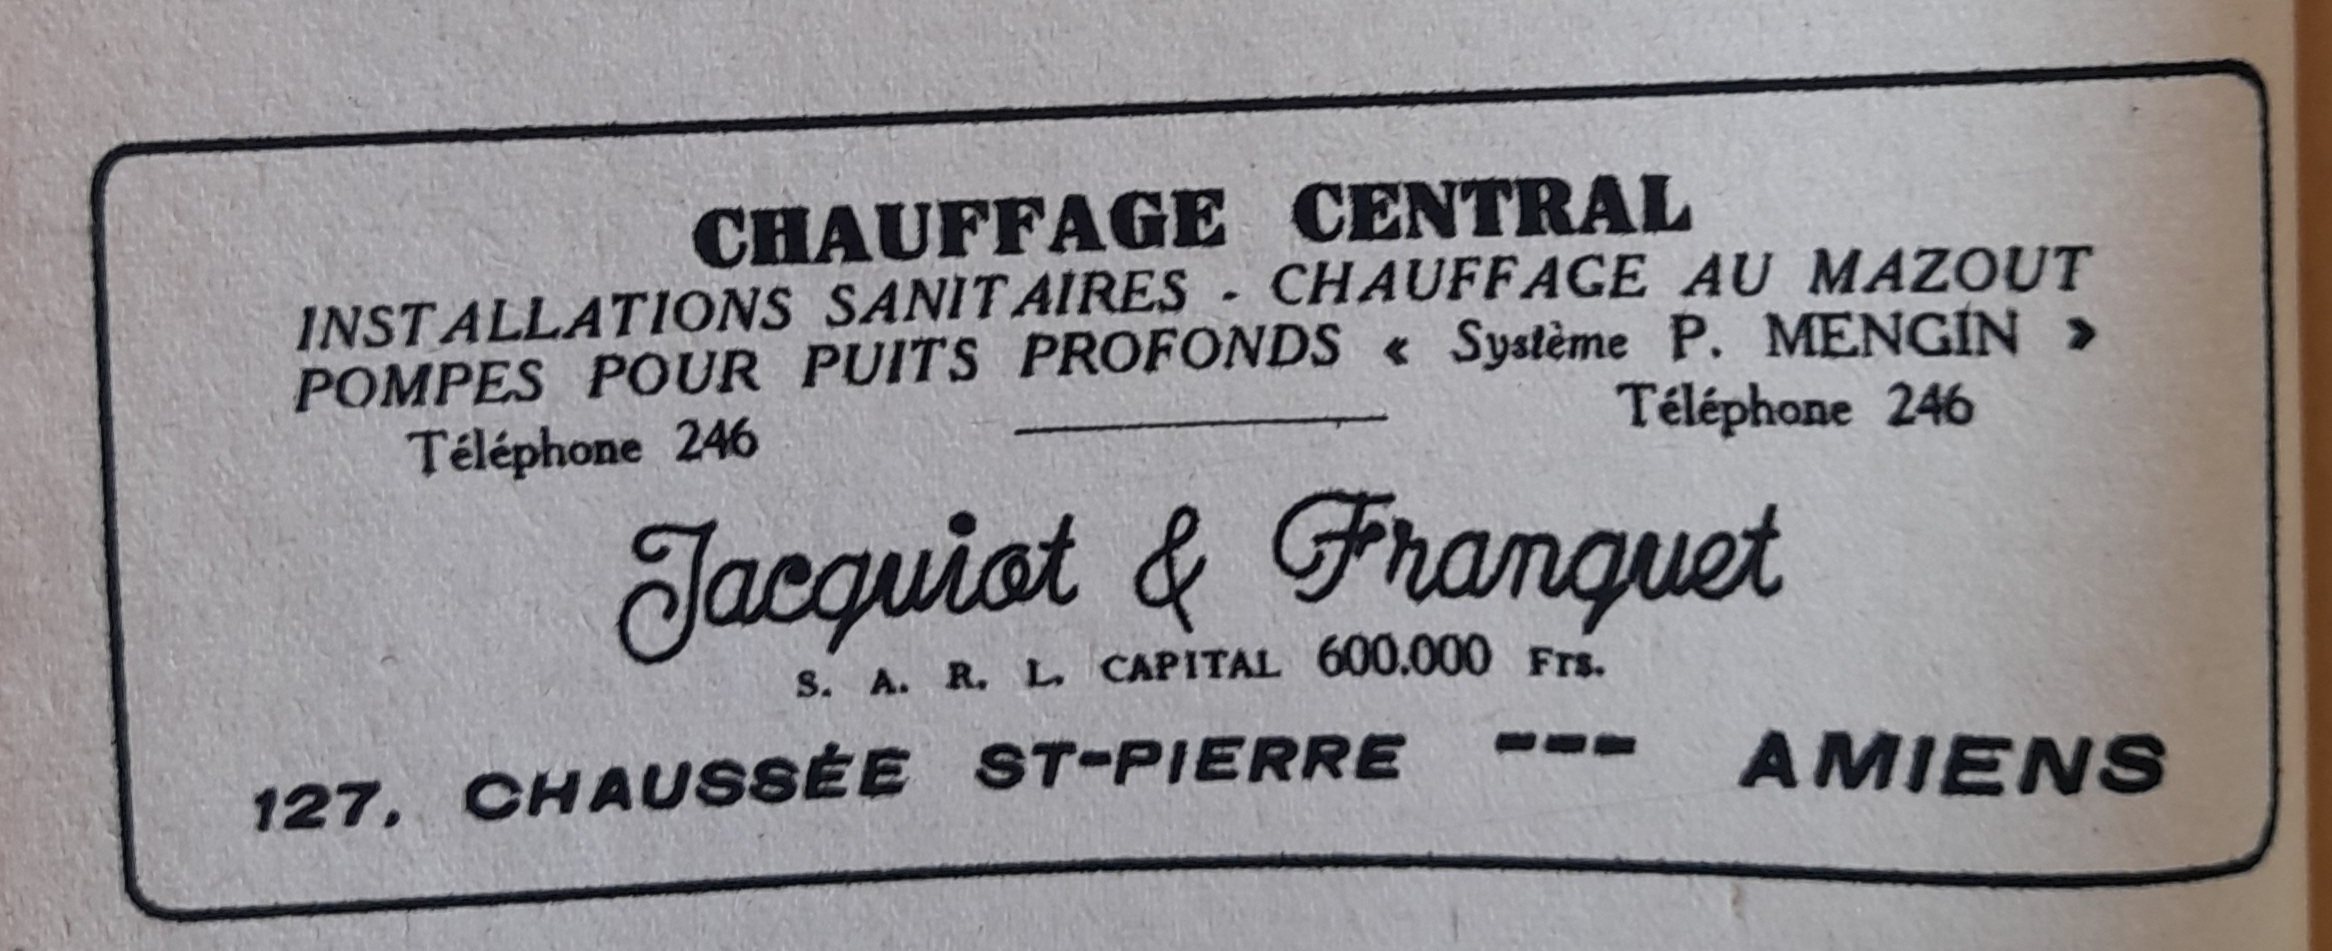 CHAUFFAGE CENTRAL
INSTALLATIONS SANITAIRES - CHAUFFAGE AU MAZOUT
POMPES POUR PUITS PROFONDS « Système P. MENGIN »
Téléphone 246 Téléphone 246
Jacquiot & Franquet
S. A. R. L. CAPITAL 600.000 Frs.
127, CHAUSSÉE ST-PIERRE --- AMIENS